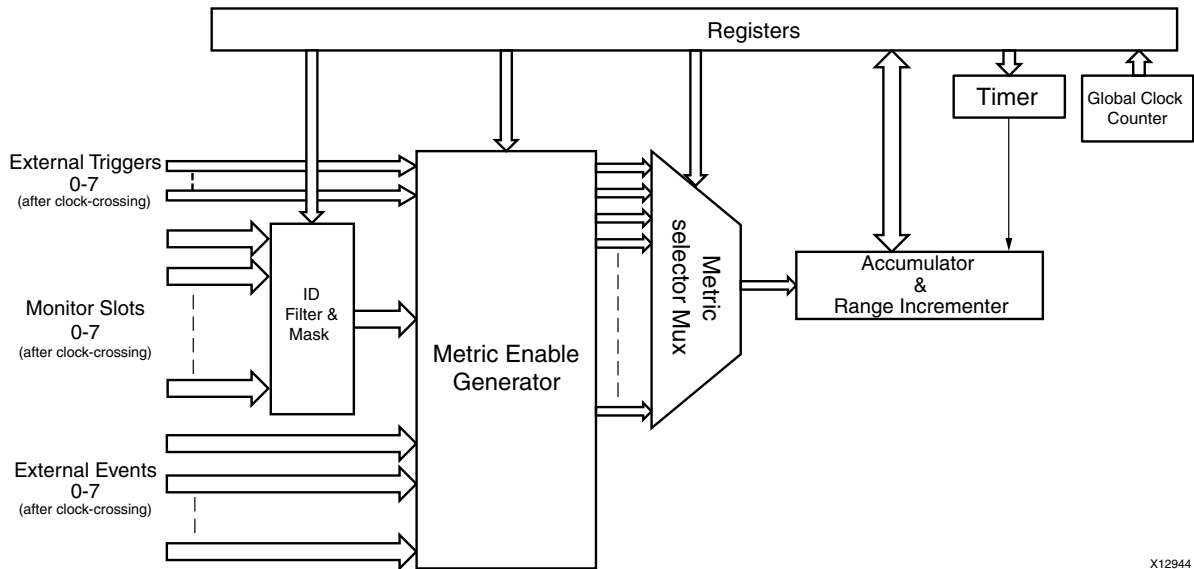 Registers
Timer
Global Clock
Counter
External Triggers
0-7
(after clock-crossing)
Monitor Slots
0-7
(after clock-crossing)
External Events
0-7
(after clock-crossing)
ID
Filter &
Mask
Metric Enable
Generator
Metric
selector Mux
Accumulator
&
Range Incrementer
X12944